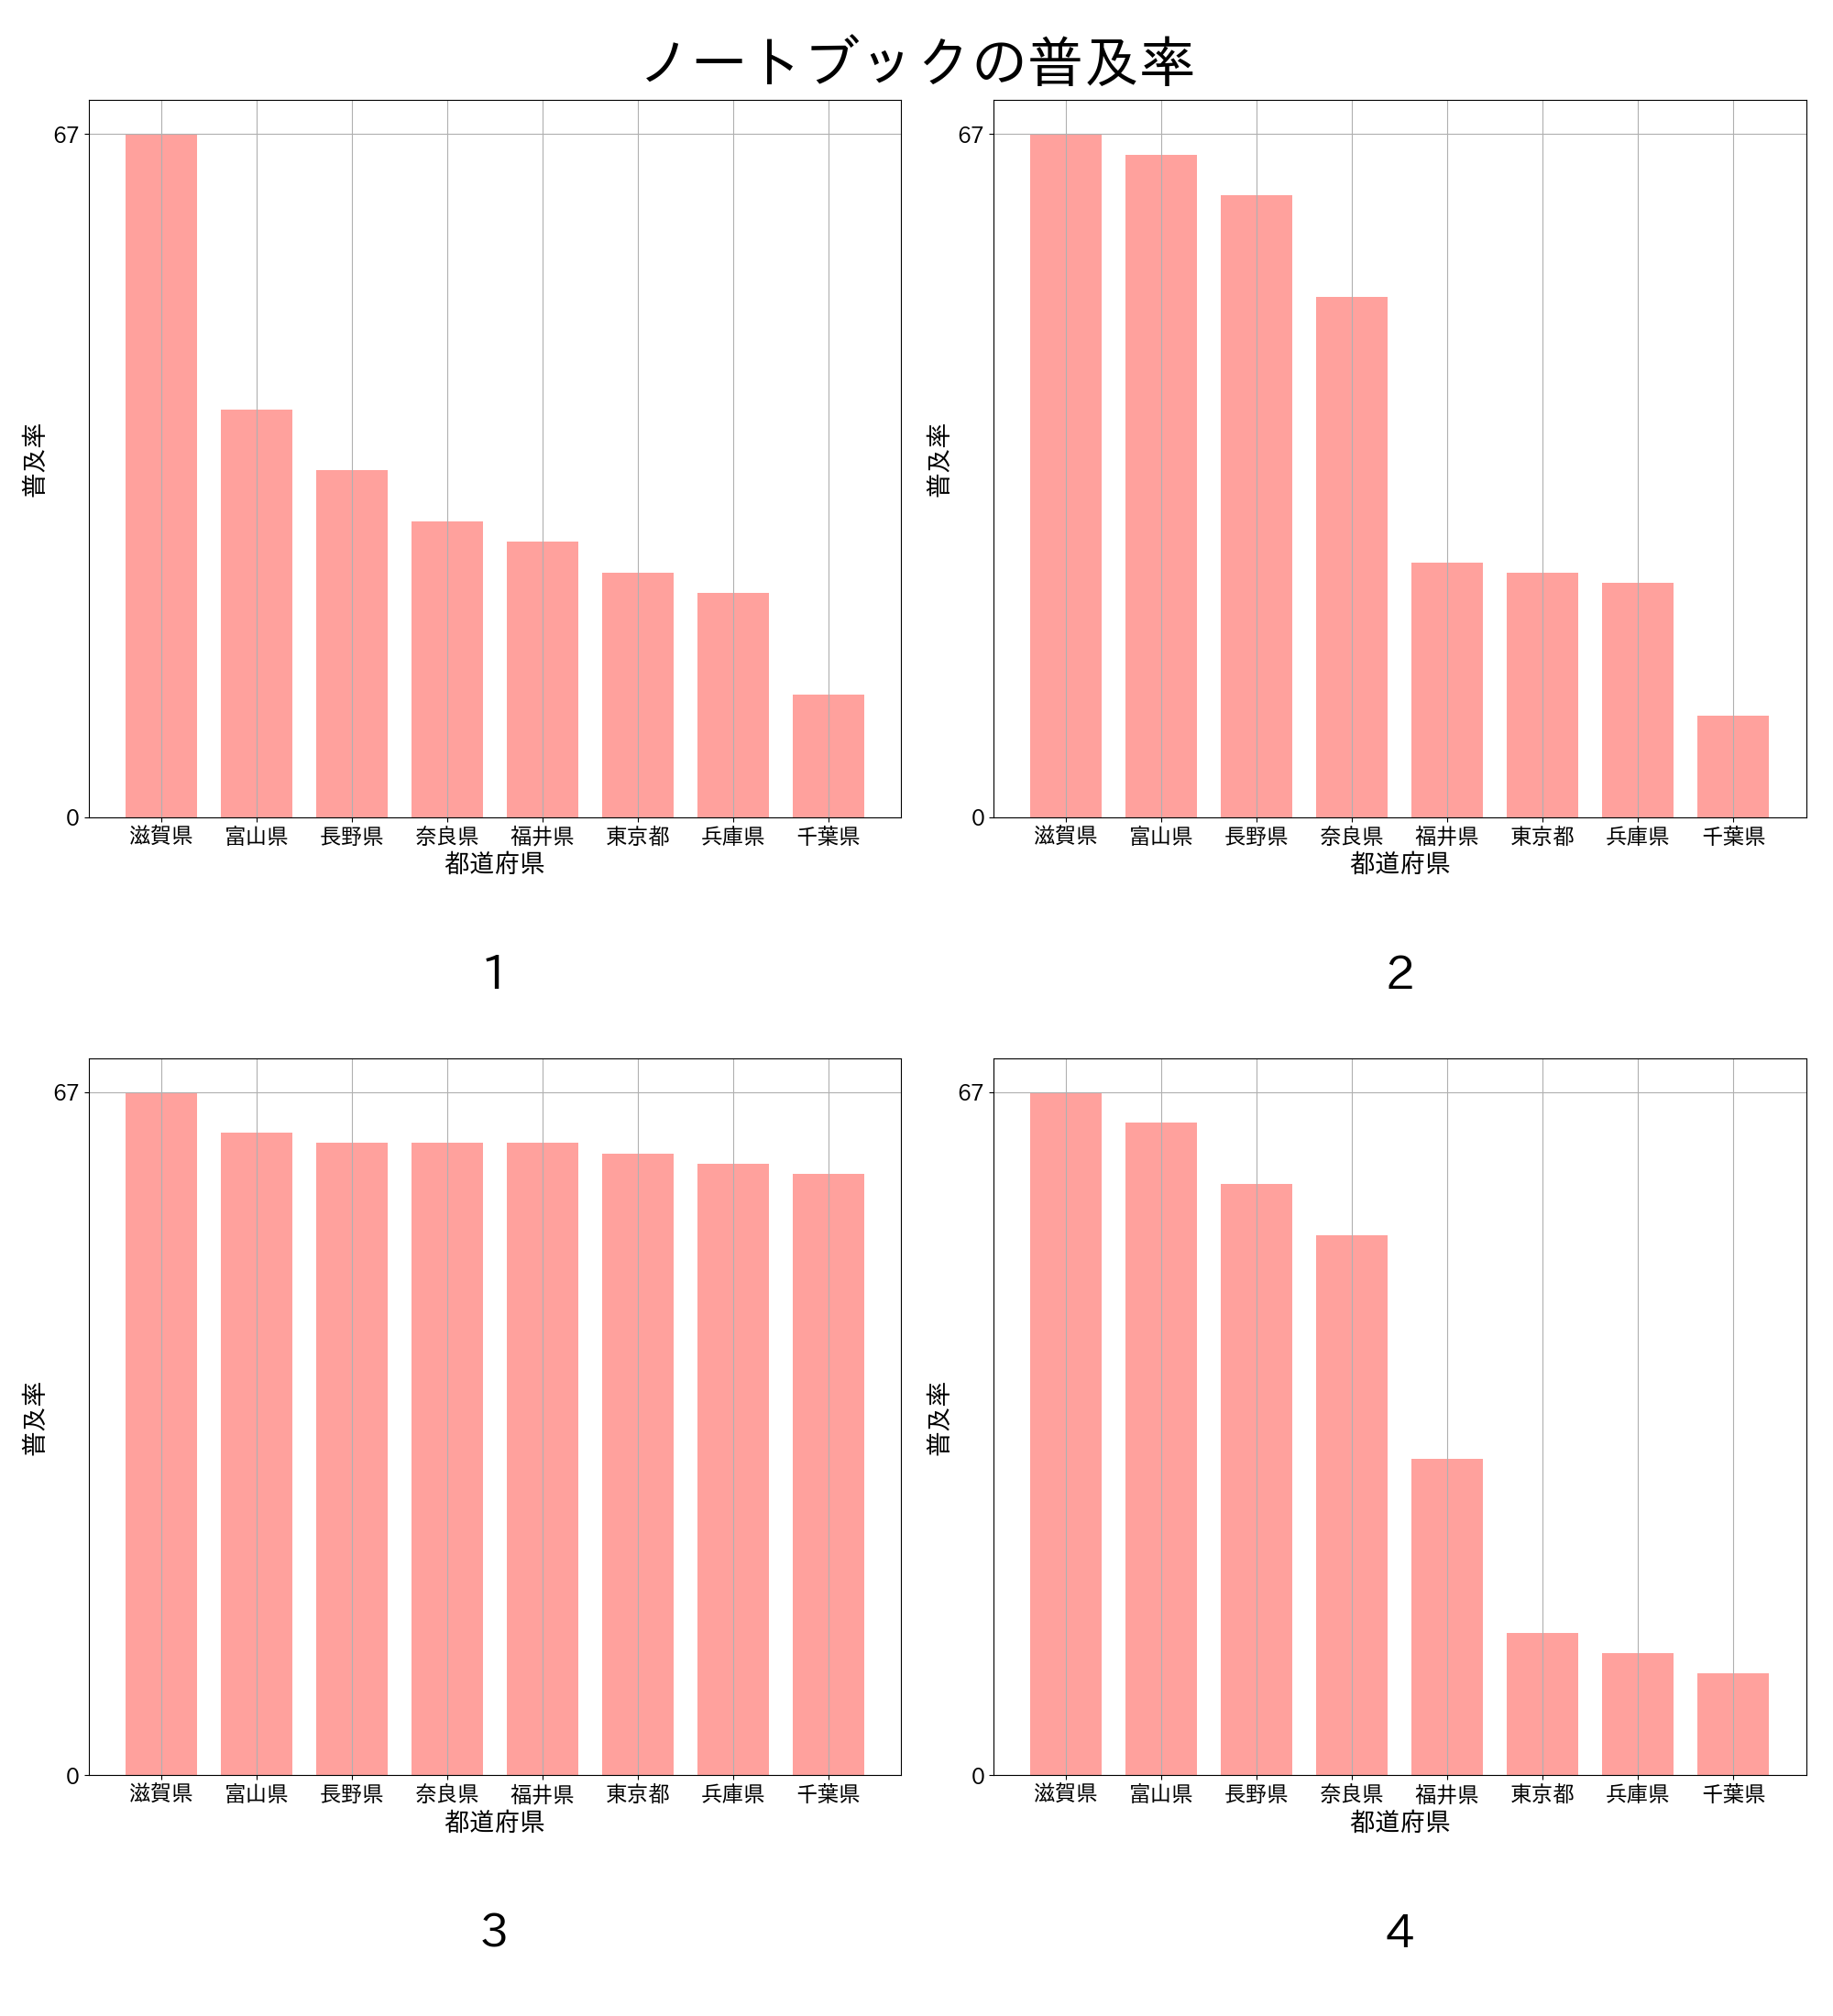 ノートブックの普及率
67
0
普及率
滋賀県 富山県 長野県 奈良県 福井県 東京都 兵庫県 千葉県
都道府県
1
67
0
普及率
滋賀県 富山県 長野県 奈良県 福井県 東京都 兵庫県 千葉県
都道府県
2
67
0
普及率
滋賀県 富山県 長野県 奈良県 福井県 東京都 兵庫県 千葉県
都道府県
3
67
0
普及率
滋賀県 富山県 長野県 奈良県 福井県 東京都 兵庫県 千葉県
都道府県
4